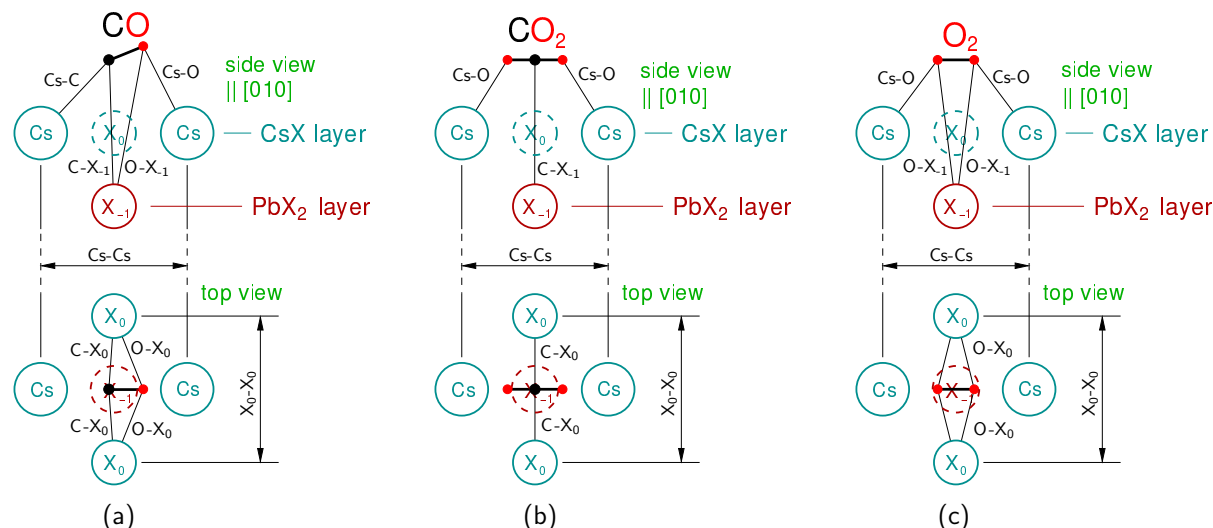 CO
Cs-C
Cs-O
side view
|| [010]
Cs
X₀
Cs
CsX layer
C-X₋₁
O-X₋₁
X₋₁
PbX₂ layer
Cs-Cs
top view
X₀
C-X₀
O-X₀
Cs
X₋₁
Cs
X₀-X₀
C-X₀
O-X₀
X₀
(a)
CO₂
Cs-O
Cs-O
side view
|| [010]
Cs
X₀
Cs
CsX layer
C-X₋₁
X₋₁
PbX₂ layer
Cs-Cs
top view
X₀
C-X₀
Cs
X₋₁
Cs
X₀-X₀
C-X₀
X₀
(b)
O₂
Cs-O
Cs-O
side view
|| [010]
Cs
X₀
Cs
CsX layer
O-X₋₁
O-X₋₁
X₋₁
PbX₂ layer
Cs-Cs
top view
X₀
O-X₀
Cs
X₋₁
Cs
X₀-X₀
O-X₀
X₀
(c)